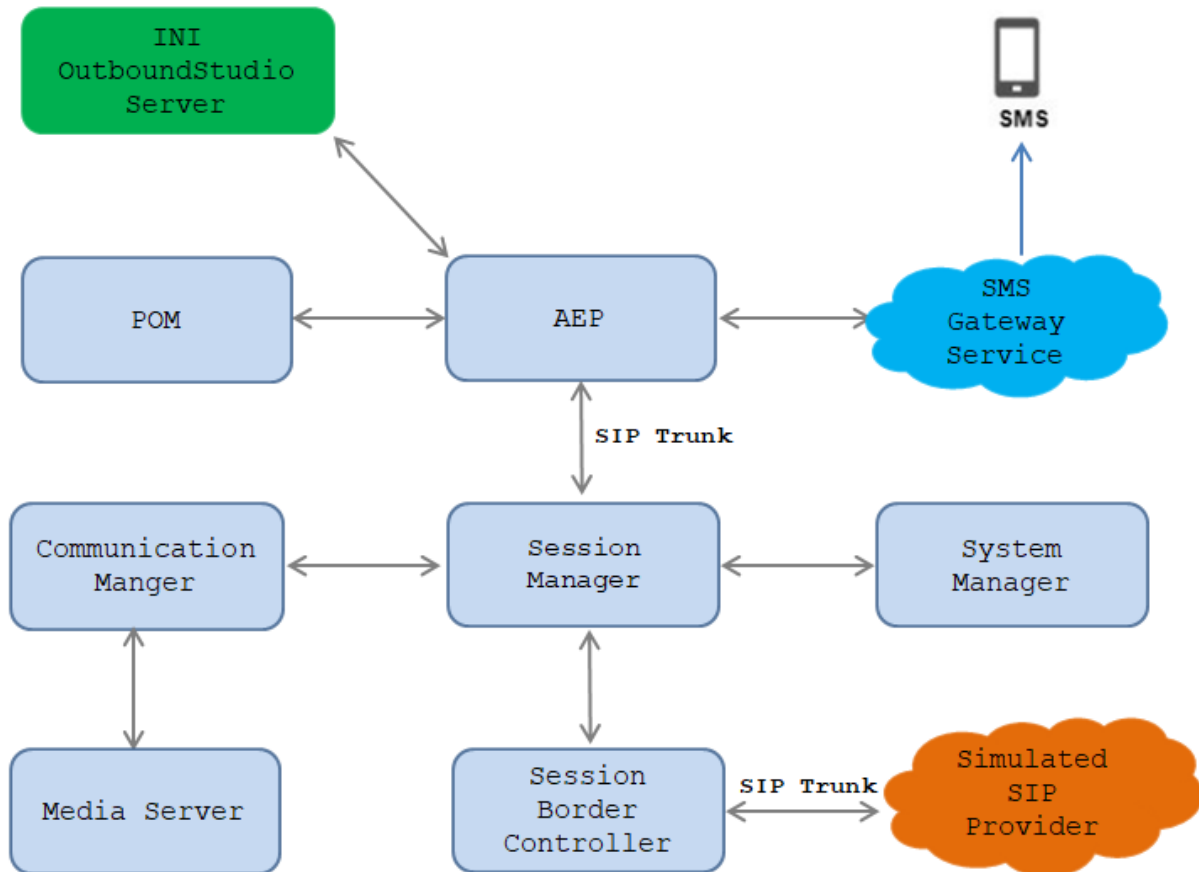 INI
OutboundStudio
Server
SMS
POM
AEP
SMS
Gateway
Service
SIP Trunk
Communication
Manger
Session
Manager
System
Manager
Media Server
Session
Border
Controller
SIP Trunk
Simulated
SIP
Provider